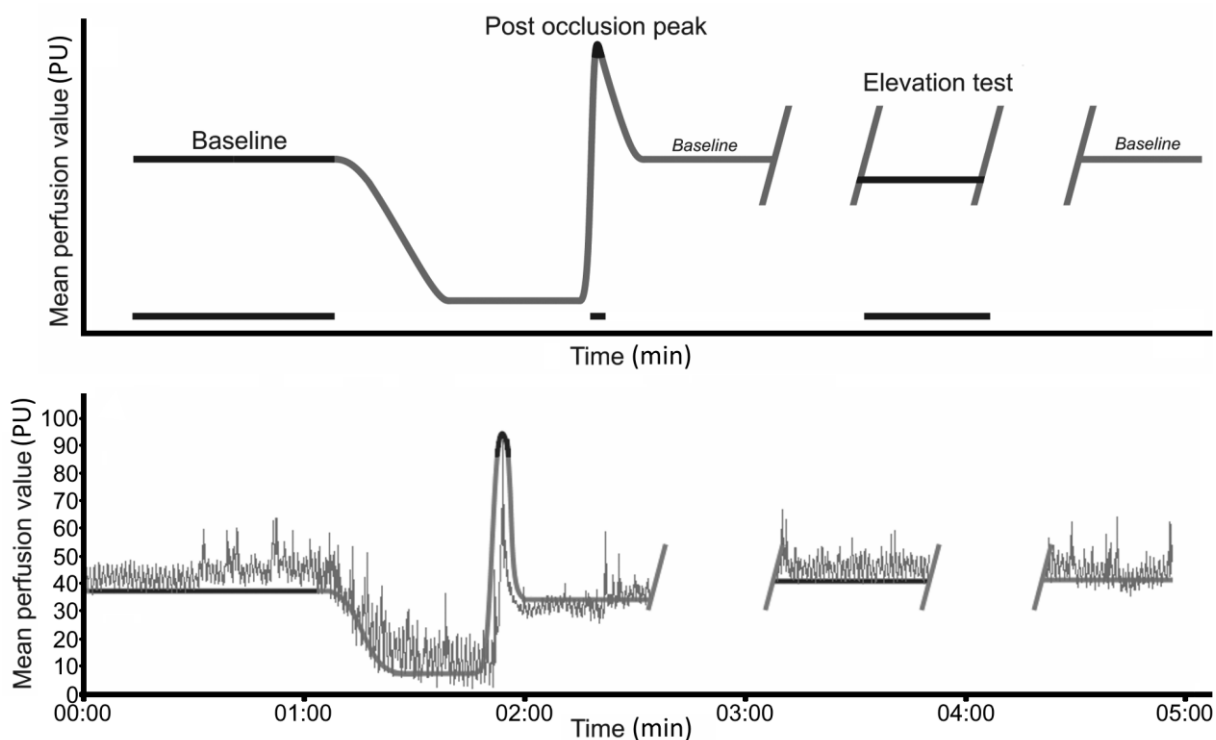 Mean perfusion value (PU)
Post occlusion peak
Elevation test
Baseline
Baseline
Baseline
Time (min)
Mean perfusion value (PU)
100
90
80
70
60
50
40
30
20
10
0
00:00 01:00 02:00 03:00 04:00 05:00
Time (min)